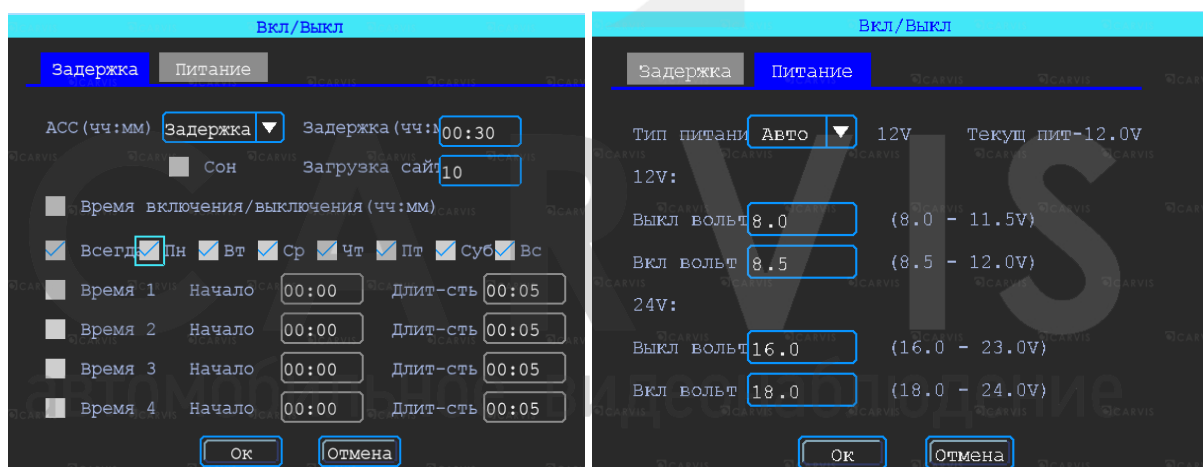 Вкл/Выкл
Задержка Питание
ACC(чч:мм) Задержка Задержка(чч:м 00:30
Сон Загрузка сайт 10
Время включения/выключения(чч:мм)
Всегда Пн Вт Ср Чт Пт Суб Вс
Время 1 Начало 00:00 Длит-сть 00:05
Время 2 Начало 00:00 Длит-сть 00:05
Время 3 Начало 00:00 Длит-сть 00:05
Время 4 Начало 00:00 Длит-сть 00:05
Ок Отмена
Вкл/Выкл
Задержка Питание
Тип питани Авто 12V Текущ пит-12.0V
12V:
Выкл вольт 8.0 (8.0 - 11.5V)
Вкл вольт 8.5 (8.5 - 12.0V)
24V:
Выкл вольт 16.0 (16.0 - 23.0V)
Вкл вольт 18.0 (18.0 - 24.0V)
Ок Отмена
CARVIS
автомобильное видеонаблюдение